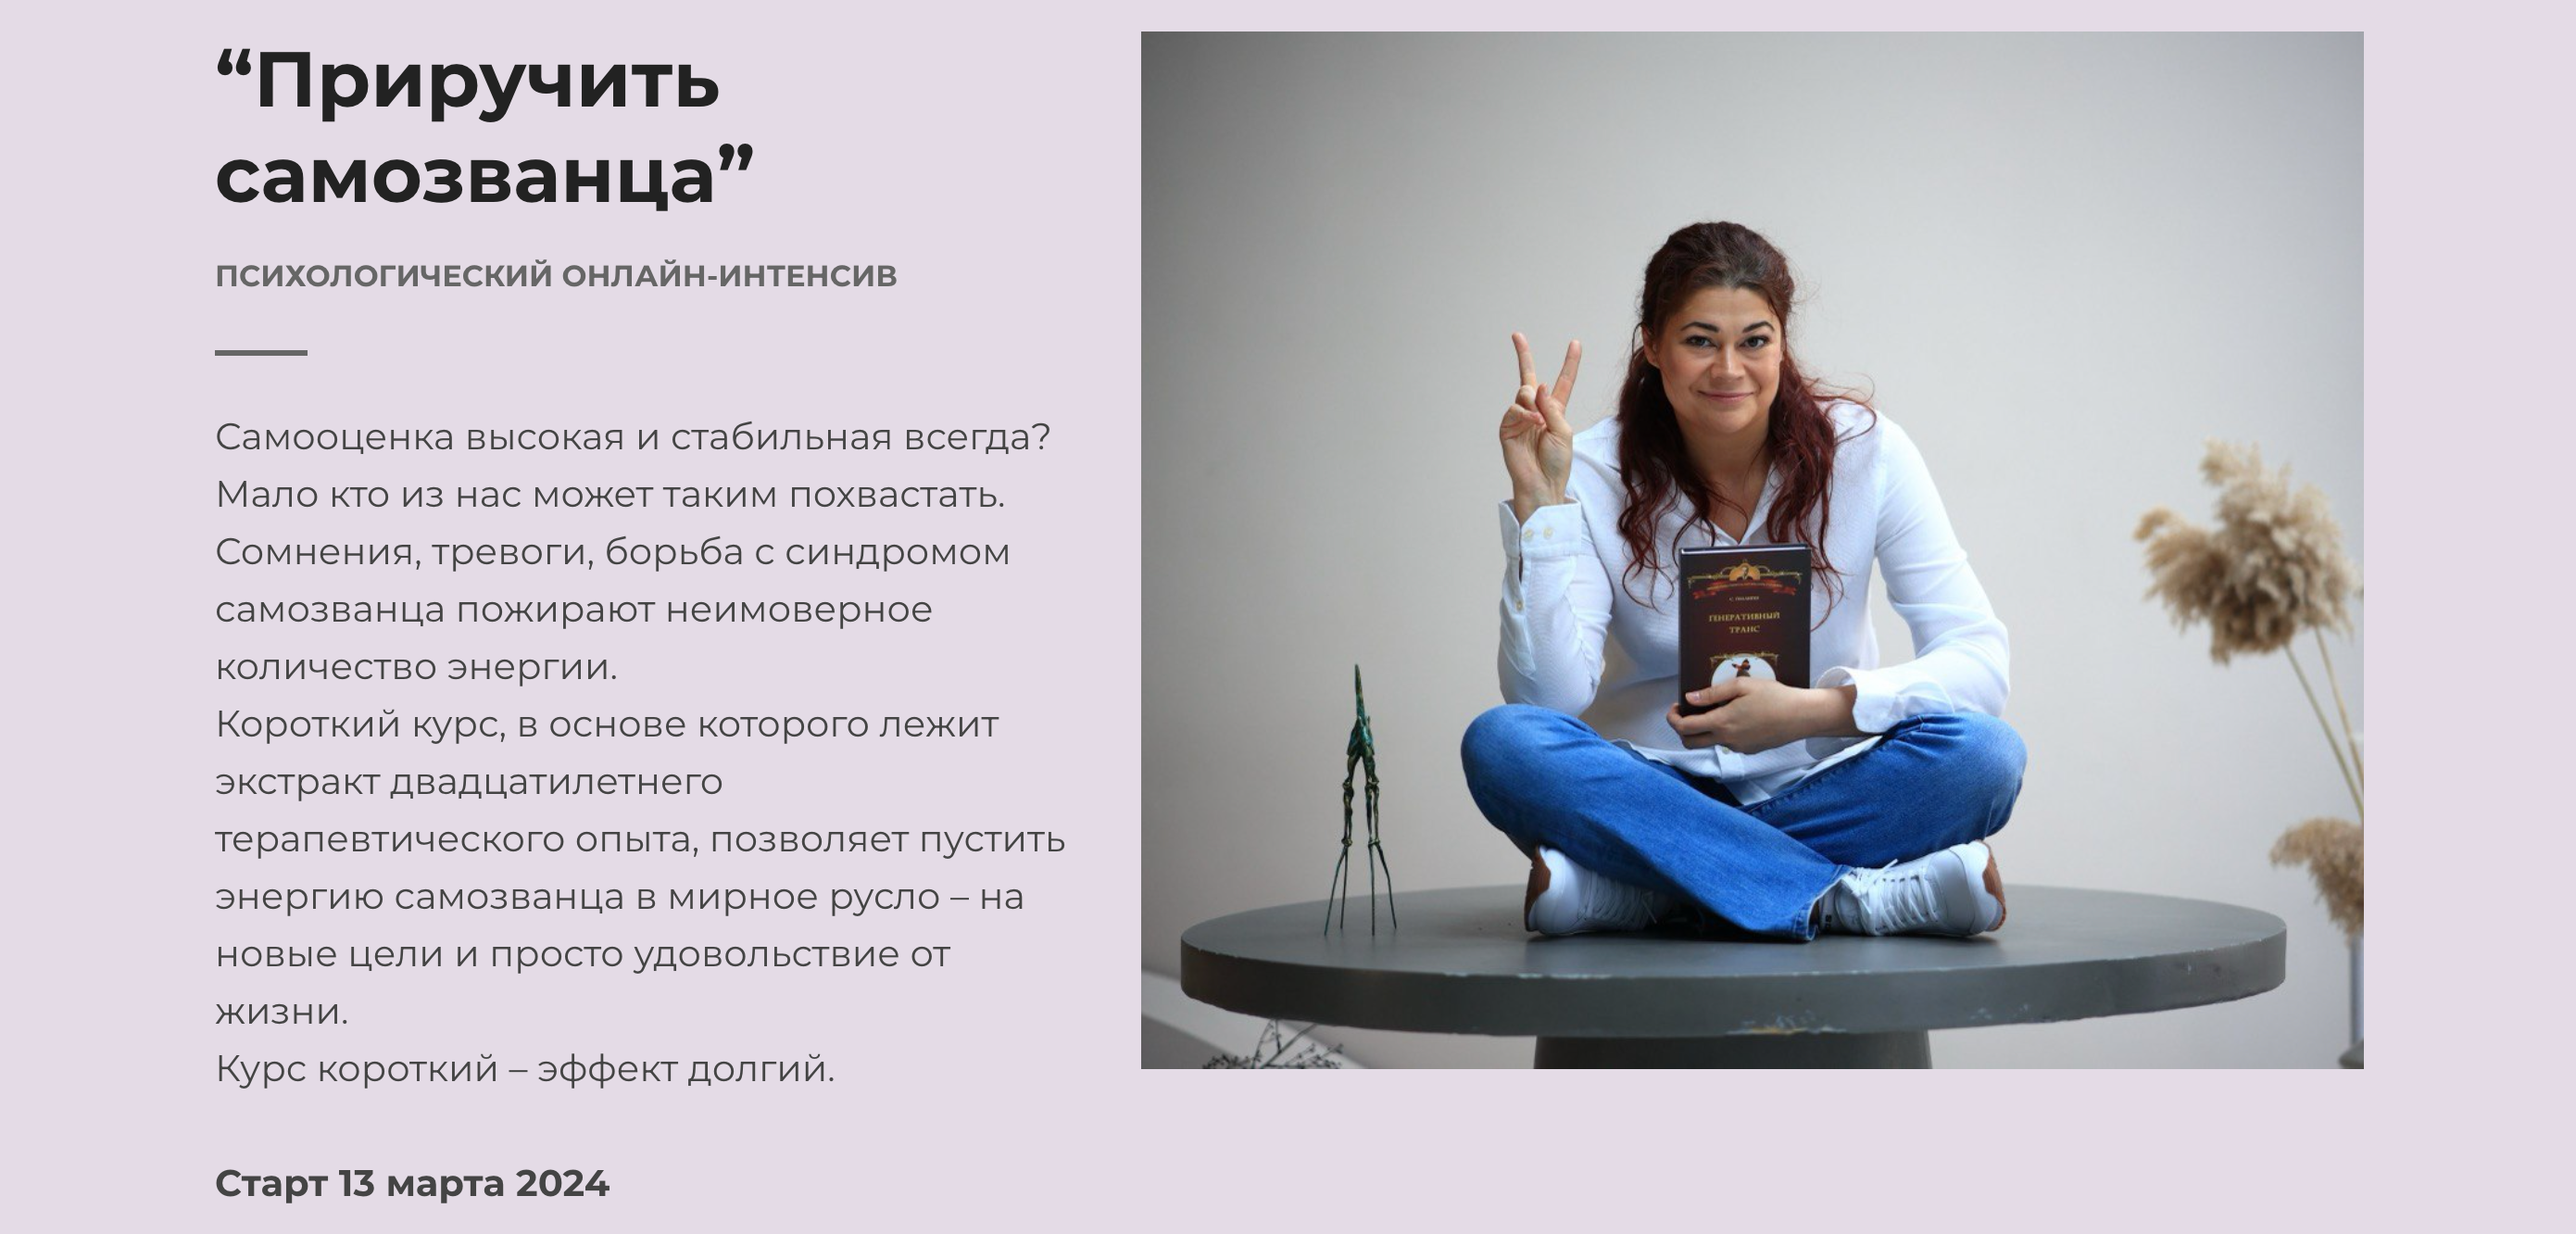 “Приручить
самозванца”
ПСИХОЛОГИЧЕСКИЙ ОНЛАЙН-ИНТЕНСИВ
Самооценка высокая и стабильная всегда?
Мало кто из нас может таким похвастать.
Сомнения, тревоги, борьба с синдромом
самозванца пожирают неимоверное
количество энергии.
Короткий курс, в основе которого лежит
экстракт двадцатилетнего
терапевтического опыта, позволяет пустить
энергию самозванца в мирное русло – на
новые цели и просто удовольствие от
жизни.
Курс короткий – эффект долгий.
Старт 13 марта 2024
ГЕНЕРАТИВНЫЙ
ТРАНС